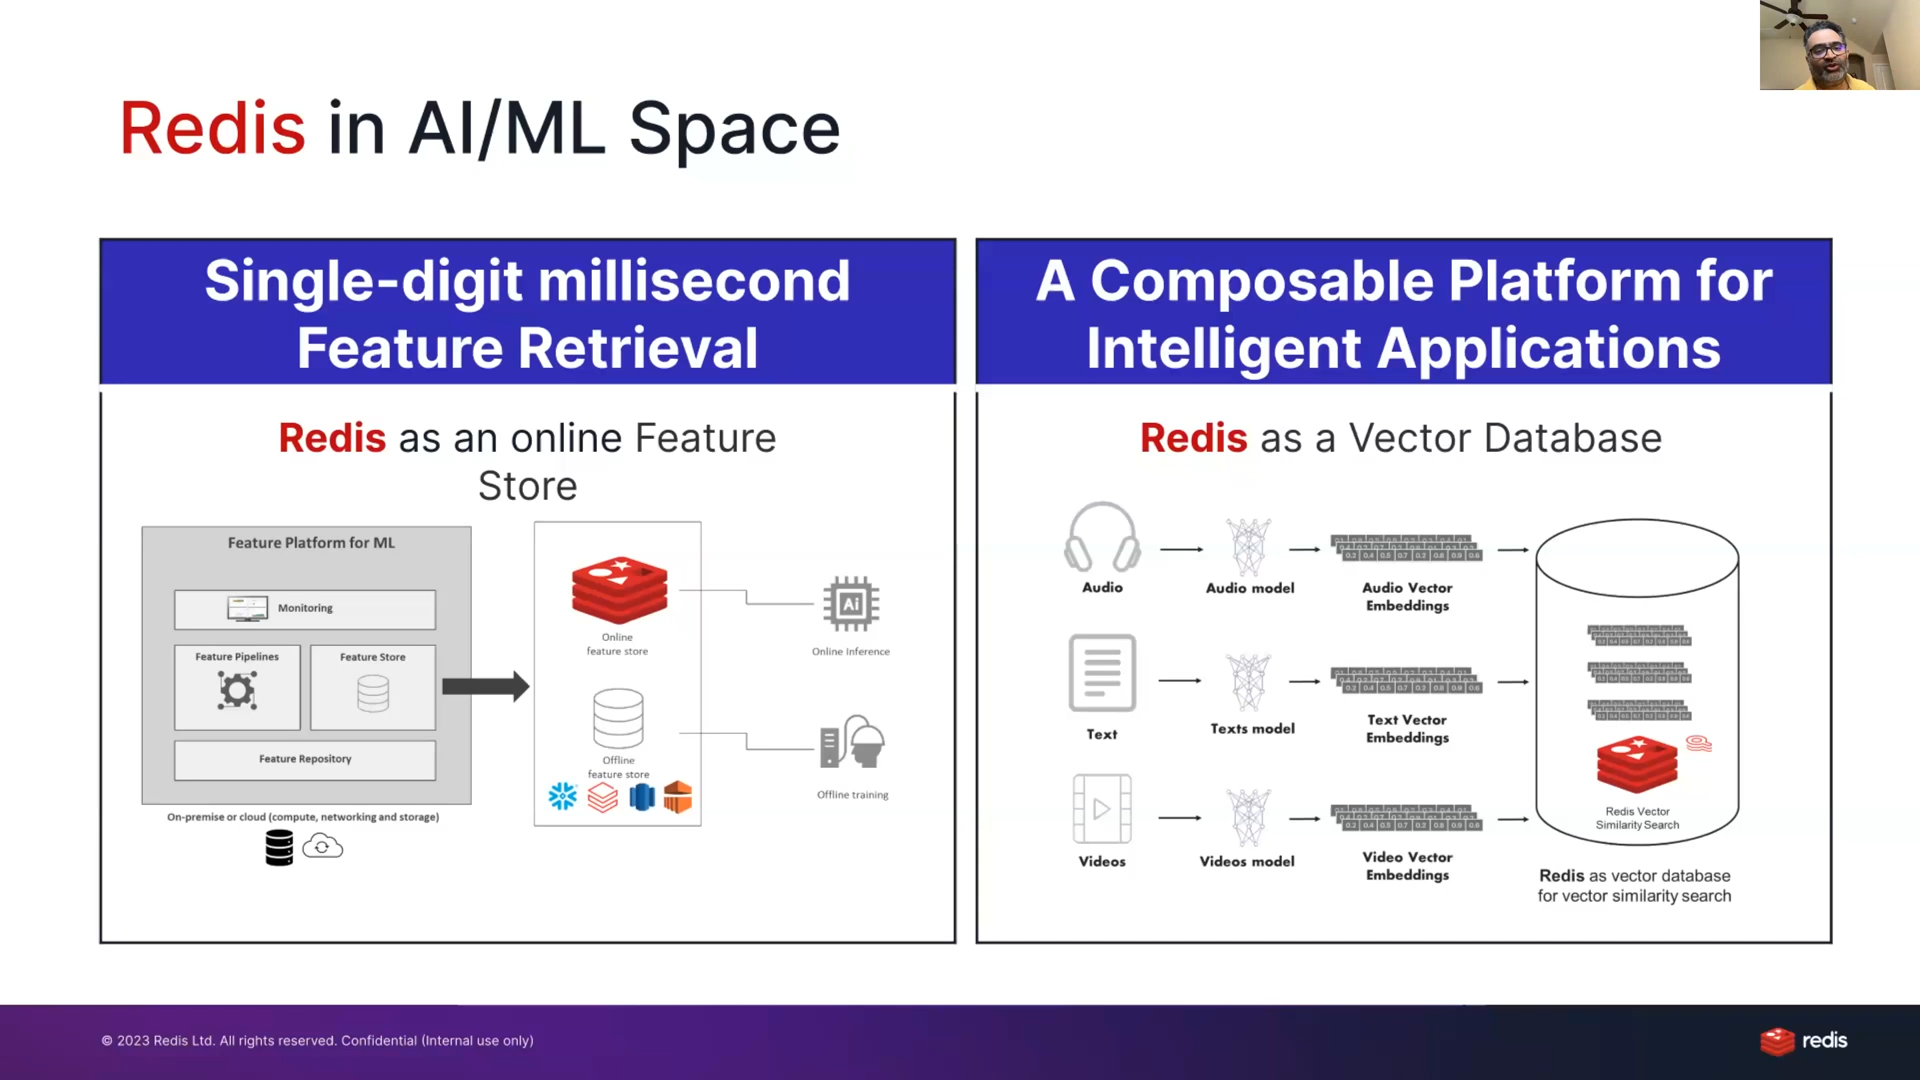 Redis in AI/ML Space
Single-digit millisecond
Feature Retrieval
Redis as an online Feature
Store
Feature Platform for ML
Monitoring
Feature Pipelines
Feature Store
Feature Repository
On-premise or cloud (compute, networking and storage)
Online
feature store
Offline
feature store
Ai
Online Inference
Offline training
A Composable Platform for
Intelligent Applications
Redis as a Vector Database
Audio
Audio model
Audio Vector
Embeddings
Text
Texts model
Text Vector
Embeddings
Videos
Videos model
Video Vector
Embeddings
Redis Vector
Similarity Search
Redis as vector database
for vector similarity search
© 2023 Redis Ltd. All rights reserved. Confidential (Internal use only)
redis